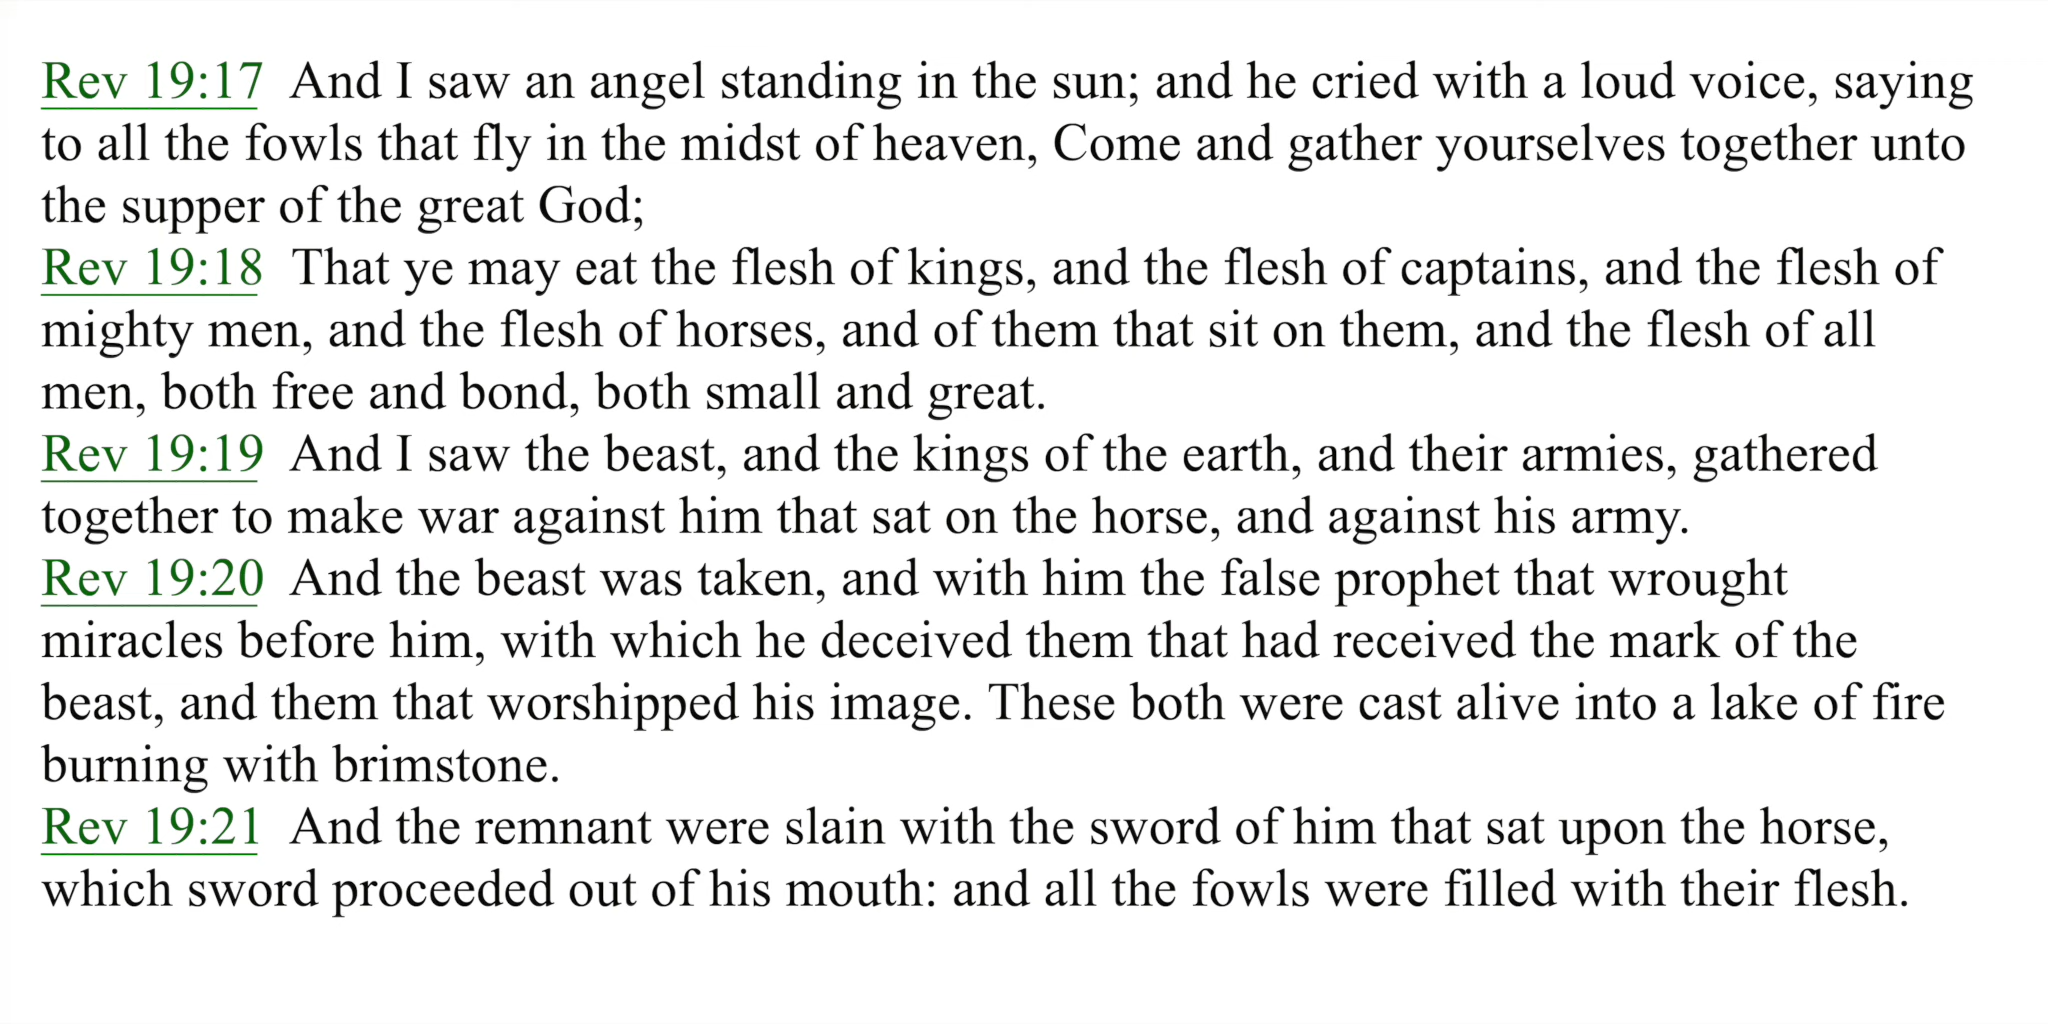 Rev 19:17  And I saw an angel standing in the sun; and he cried with a loud voice, saying
to all the fowls that fly in the midst of heaven, Come and gather yourselves together unto
the supper of the great God;
Rev 19:18  That ye may eat the flesh of kings, and the flesh of captains, and the flesh of
mighty men, and the flesh of horses, and of them that sit on them, and the flesh of all
men, both free and bond, both small and great.
Rev 19:19  And I saw the beast, and the kings of the earth, and their armies, gathered
together to make war against him that sat on the horse, and against his army.
Rev 19:20  And the beast was taken, and with him the false prophet that wrought
miracles before him, with which he deceived them that had received the mark of the
beast, and them that worshipped his image. These both were cast alive into a lake of fire
burning with brimstone.
Rev 19:21  And the remnant were slain with the sword of him that sat upon the horse,
which sword proceeded out of his mouth: and all the fowls were filled with their flesh.